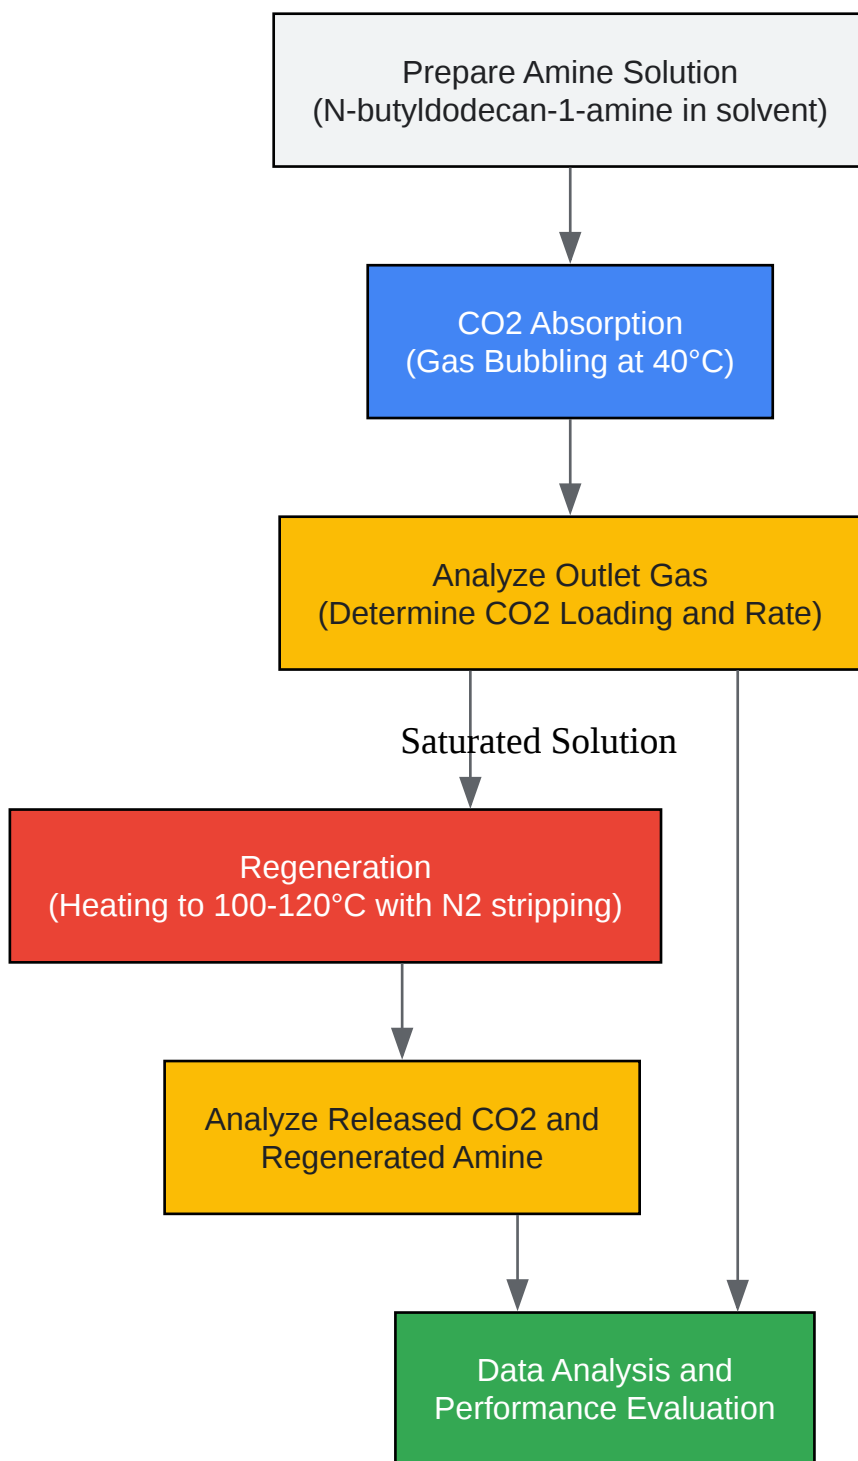 Prepare Amine Solution
(N-butyldodecan-1-amine in solvent)
CO2 Absorption
(Gas Bubbling at 40°C)
Analyze Outlet Gas
(Determine CO2 Loading and Rate)
Saturated Solution
Regeneration
(Heating to 100-120°C with N2 stripping)
Analyze Released CO2 and
Regenerated Amine
Data Analysis and
Performance Evaluation